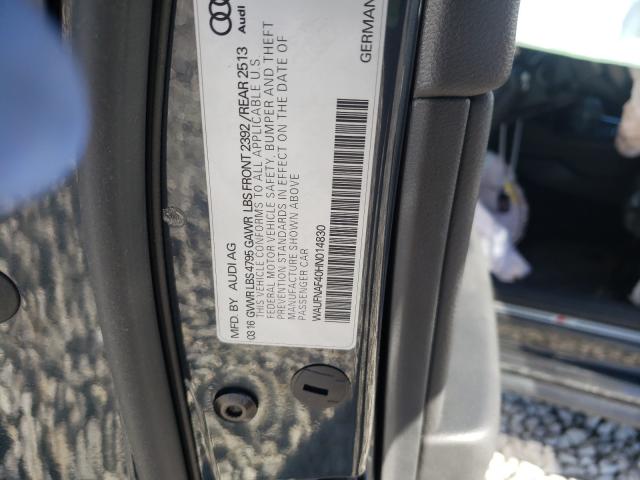 Audi
GERMAN
MFD. BY AUDI AG
03.16 GVWR LBS 4795 GAWR LBS FRONT 2392/REAR 2513
THIS VEHICLE CONFORMS TO ALL APPLICABLE U.S.
FEDERAL MOTOR VEHICLE SAFETY, BUMPER AND THEFT
PREVENTION STANDARDS IN EFFECT ON THE DATE OF
MANUFACTURE SHOWN ABOVE
PASSENGER CAR
WAUFNAF40HN014830